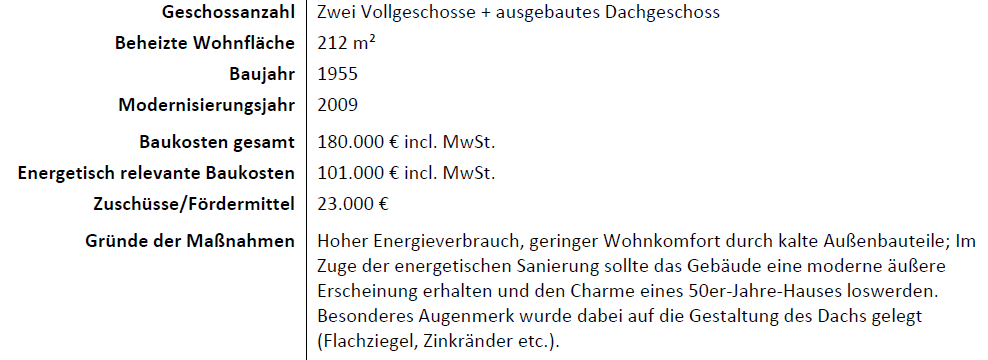 Geschossanzahl Zwei Vollgeschosse + ausgebautes Dachgeschoss
Beheizte Wohnfläche 212 m²
Baujahr 1955
Modernisierungsjahr 2009
Baukosten gesamt 180.000 € incl. MwSt.
Energetisch relevante Baukosten 101.000 € incl. MwSt.
Zuschüsse/Fördermittel 23.000 €
Gründe der Maßnahmen Hoher Energieverbrauch, geringer Wohnkomfort durch kalte Außenbauteile; Im
Zuge der energetischen Sanierung sollte das Gebäude eine moderne äußere
Erscheinung erhalten und den Charme eines 50er-Jahre-Hauses loswerden.
Besonderes Augenmerk wurde dabei auf die Gestaltung des Dachs gelegt
(Flachziegel, Zinkränder etc.).